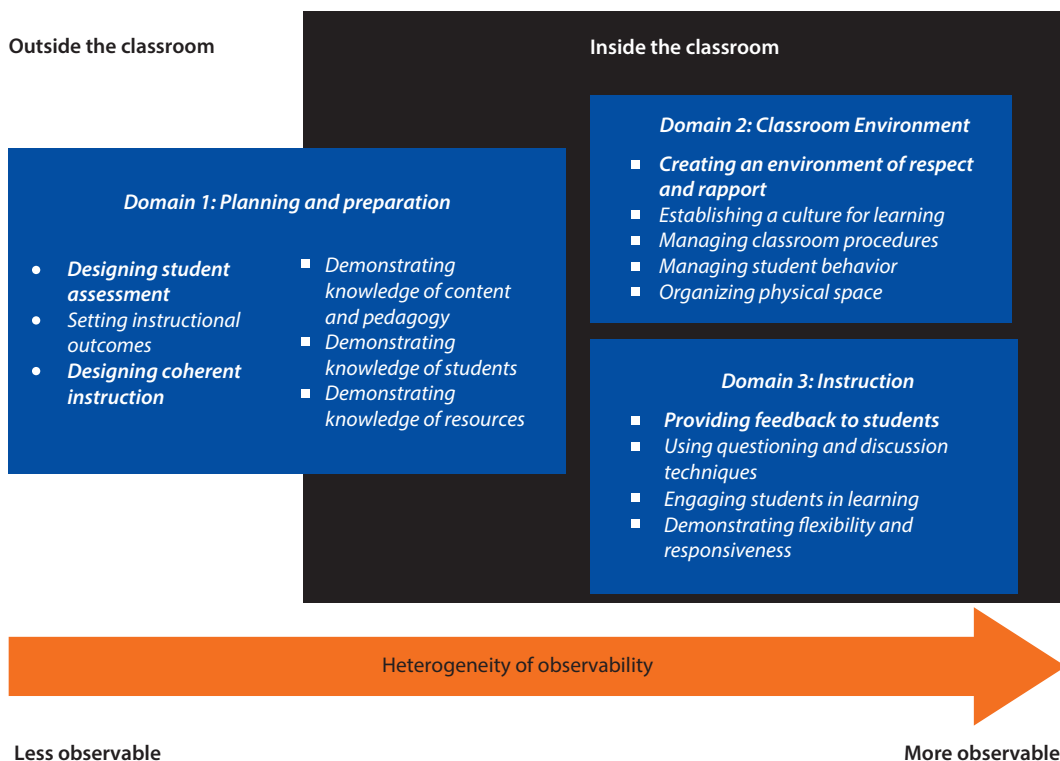 Outside the classroom
Inside the classroom
Domain 1: Planning and preparation
Designing student
assessment
Setting instructional
outcomes
Designing coherent
instruction
Demonstrating
knowledge of content
and pedagogy
Demonstrating
knowledge of students
Demonstrating
knowledge of resources
Domain 2: Classroom Environment
Creating an environment of respect
and rapport
Establishing a culture for learning
Managing classroom procedures
Managing student behavior
Organizing physical space
Domain 3: Instruction
Providing feedback to students
Using questioning and discussion
techniques
Engaging students in learning
Demonstrating flexibility and
responsiveness
Heterogeneity of observability
Less observable
More observable